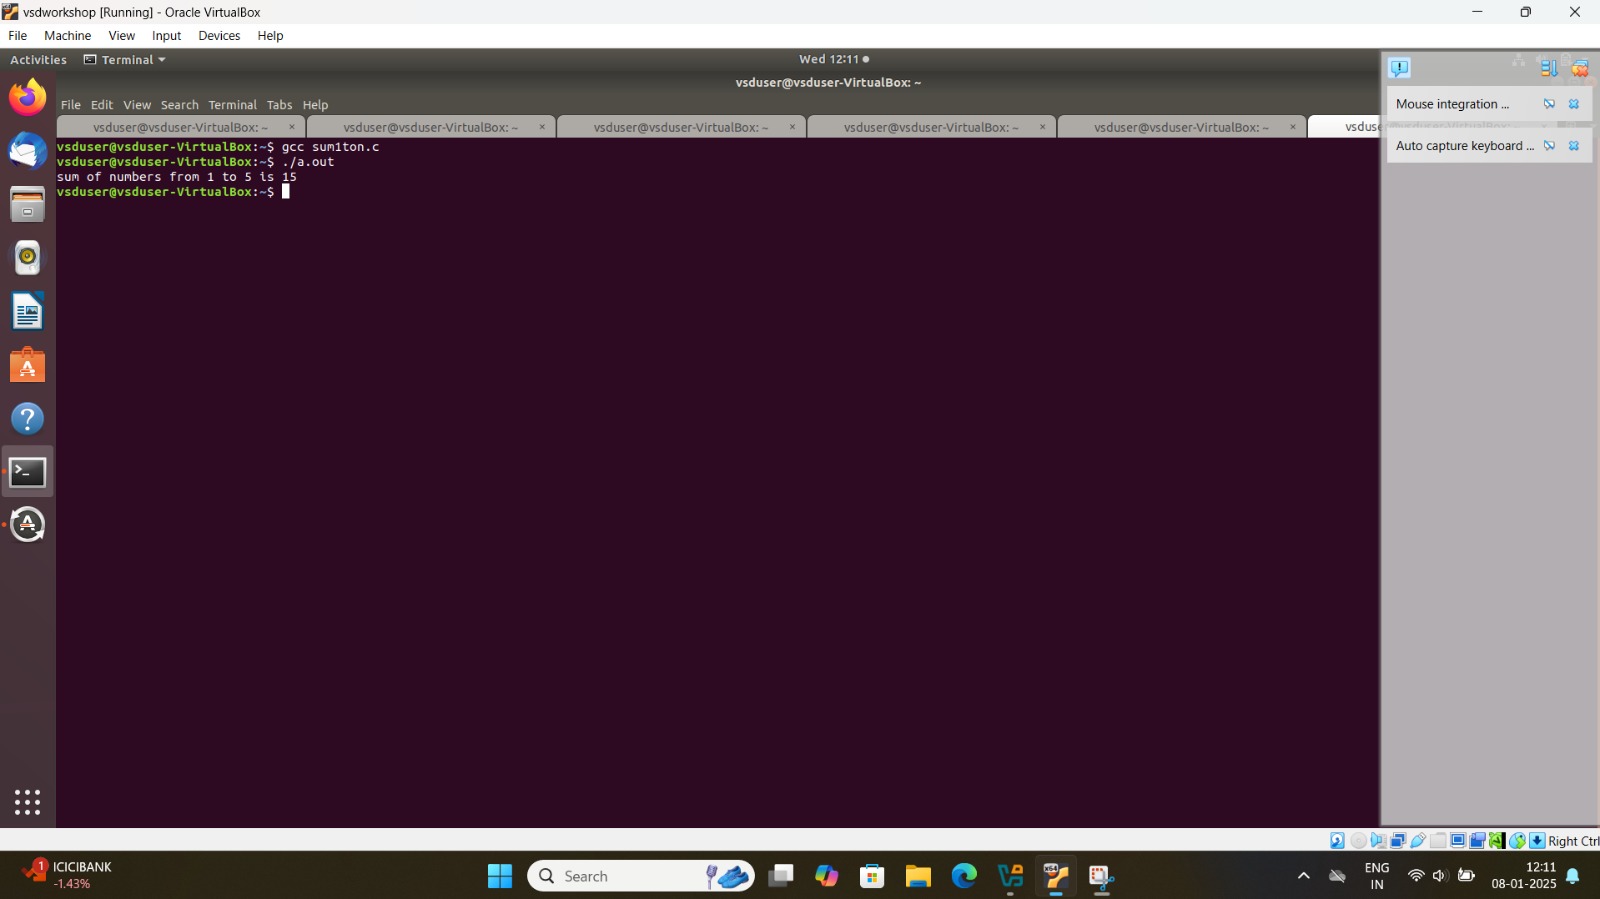 vsdworkshop [Running] - Oracle VirtualBox
File Machine View Input Devices Help
Activities Terminal Wed 12:11
vsduser@vsduser-VirtualBox: ~
File Edit View Search Terminal Tabs Help
vsduser@vsduser-VirtualBox: ~ × vsduser@vsduser-VirtualBox: ~ × vsduser@vsduser-VirtualBox: ~ × vsduser@vsduser-VirtualBox: ~ × vsduser@vsduser-VirtualBox: ~ ×
vsduser@vsduser-VirtualBox:~$ gcc sum1ton.c
vsduser@vsduser-VirtualBox:~$ ./a.out
sum of numbers from 1 to 5 is 15
vsduser@vsduser-VirtualBox:~$
Mouse integration ...
Auto capture keyboard ...
Right Ctrl
1
ICICIBANK
-1.43%
Search
ENG
IN
12:11
08-01-2025